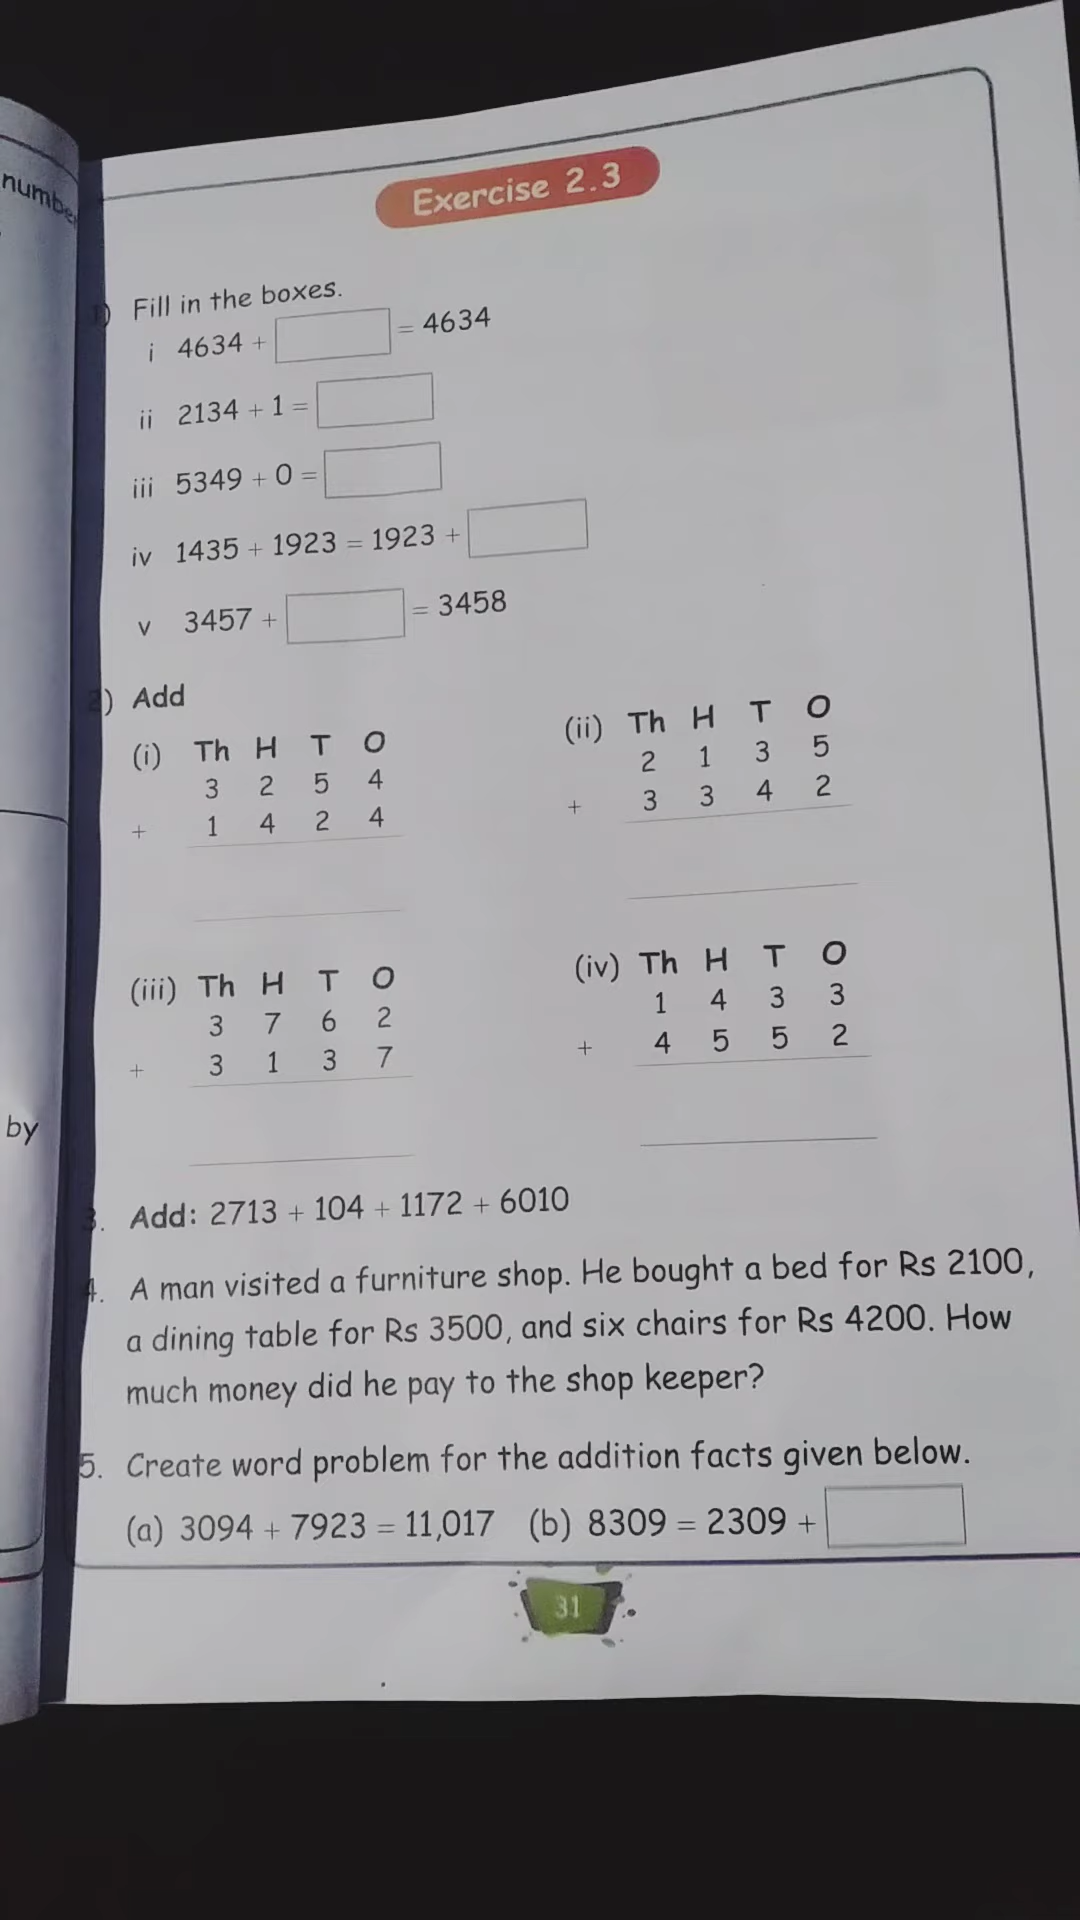 numbe
Exercise 2.3
1) Fill in the boxes.
i 4634 + = 4634
ii 2134 + 1 =
iii 5349 + 0 =
iv 1435 + 1923 = 1923 +
v 3457 + = 3458
2) Add
(i) Th H T O
3 2 5 4
+ 1 4 2 4
(ii) Th H T O
2 1 3 5
+ 3 3 4 2
(iii) Th H T O
3 7 6 2
+ 3 1 3 7
(iv) Th H T O
1 4 3 3
+ 4 5 5 2
by
3. Add: 2713 + 104 + 1172 + 6010
4. A man visited a furniture shop. He bought a bed for Rs 2100,
a dining table for Rs 3500, and six chairs for Rs 4200. How
much money did he pay to the shop keeper?
5. Create word problem for the addition facts given below.
(a) 3094 + 7923 = 11,017 (b) 8309 = 2309 +
31